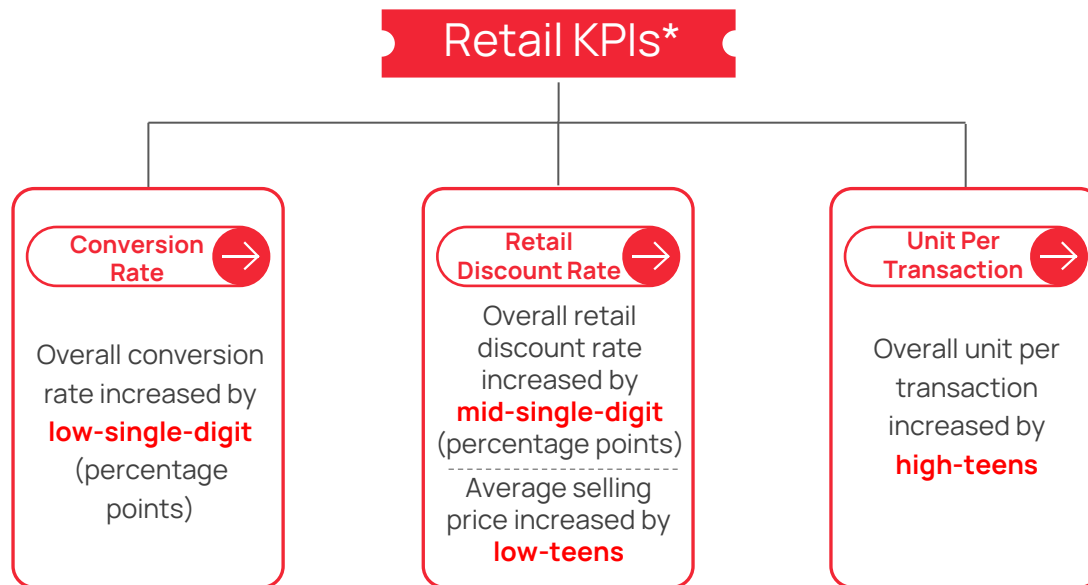 Retail KPIs*
Conversion
Rate
Overall conversion
rate increased by
low-single-digit
(percentage
points)
Retail
Discount Rate
Overall retail
discount rate
increased by
mid-single-digit
(percentage points)
Average selling
price increased by
low-teens
Unit Per
Transaction
Overall unit per
transaction
increased by
high-teens